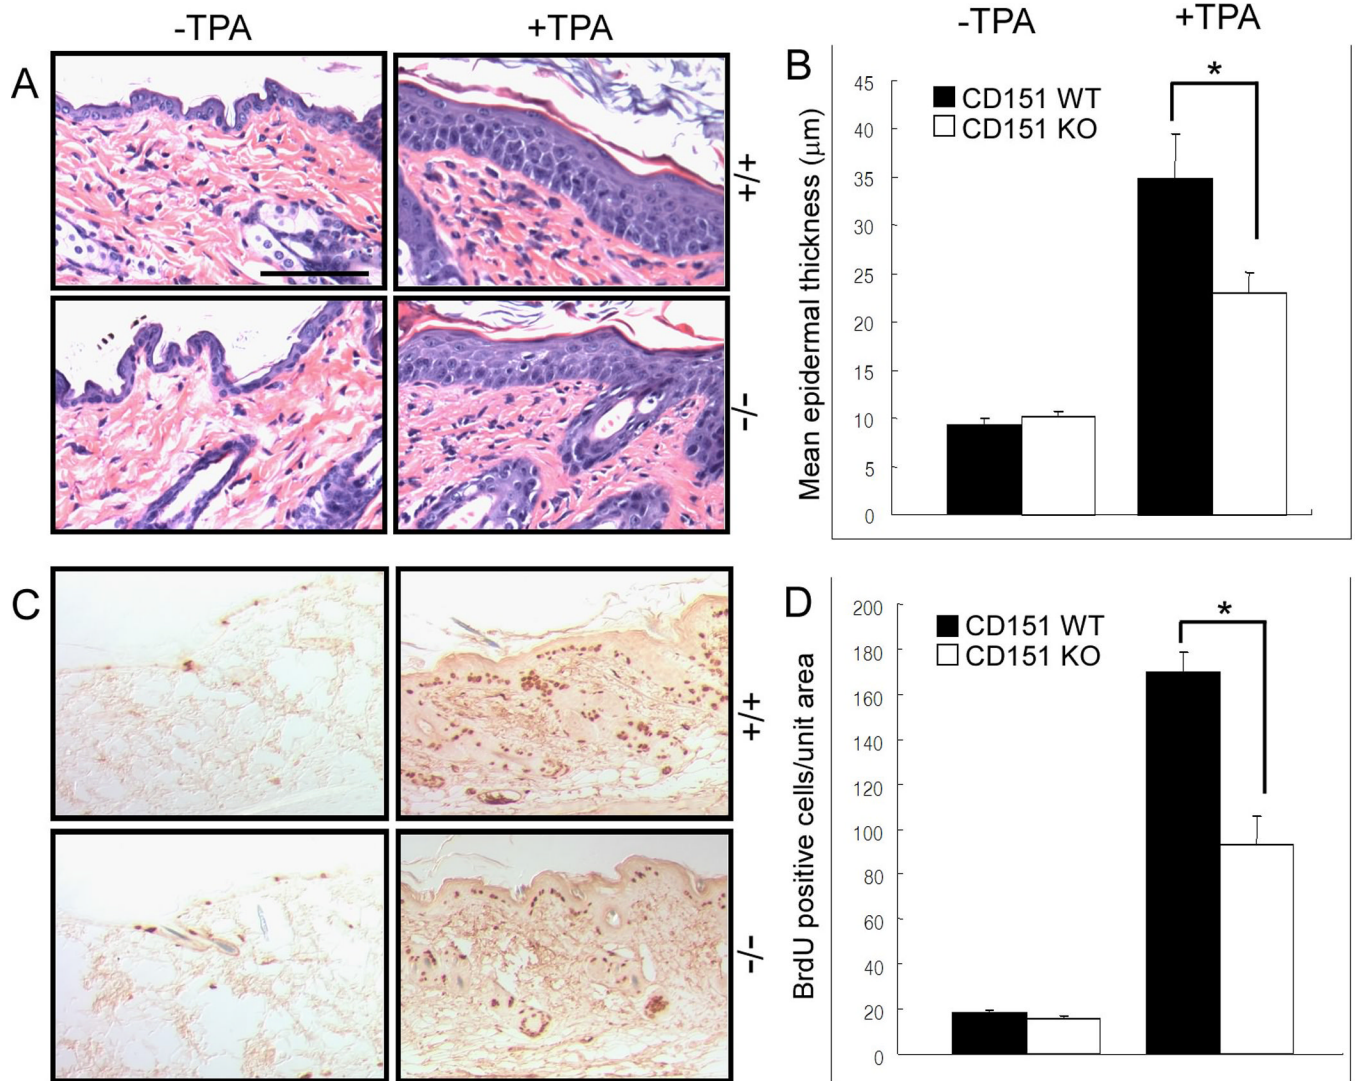 -TPA
+TPA
A
+/+
-/-
B
-TPA
+TPA
*
CD151 WT
CD151 KO
Mean epidermal thickness (µm)
45
40
35
30
25
20
15
10
5
0
C
+/+
-/-
D
*
CD151 WT
CD151 KO
BrdU positive cells/unit area
200
180
160
140
120
100
80
60
40
20
0